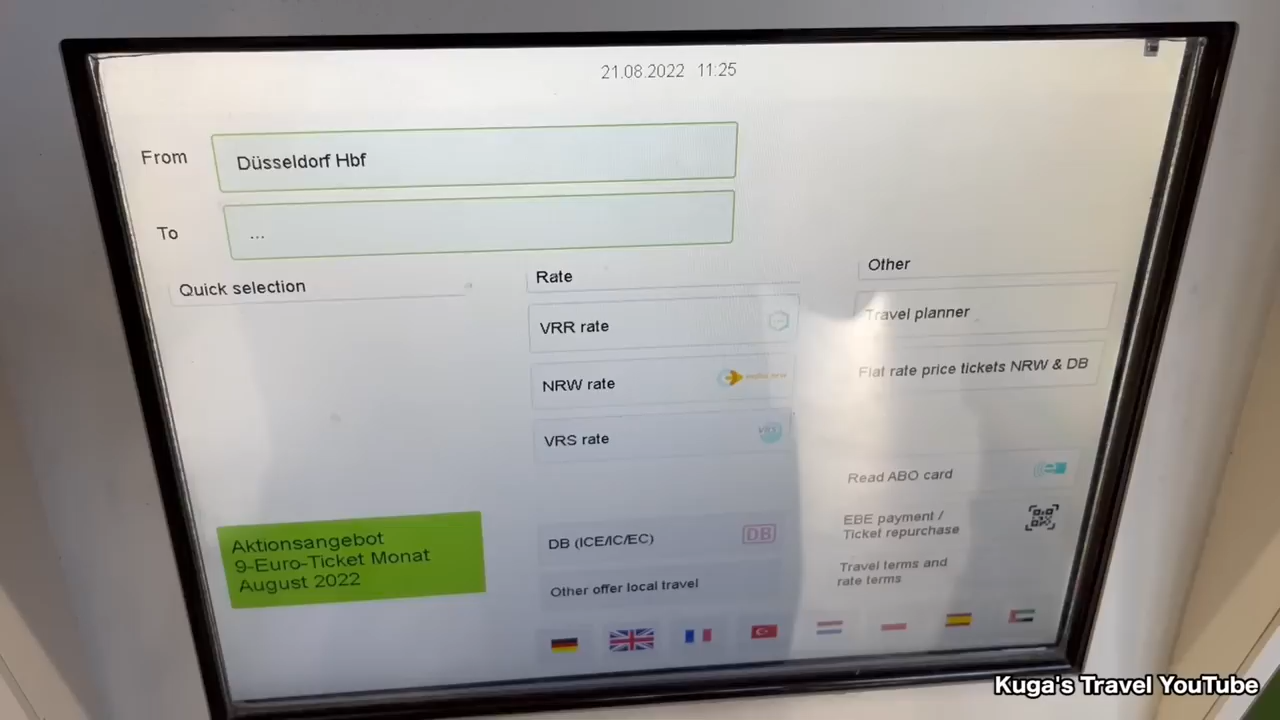 21.08.2022 11:25
From
Düsseldorf Hbf
To
...
Quick selection
Rate
Other
VRR rate
Travel planner
NRW rate
Flat rate price tickets NRW & DB
VRS rate
Read ABO card
EBE payment /
Ticket repurchase
DB (ICE/IC/EC)
DB
Aktionsangebot
9-Euro-Ticket Monat
August 2022
Other offer local travel
Travel terms and
rate terms
Kuga's Travel YouTube